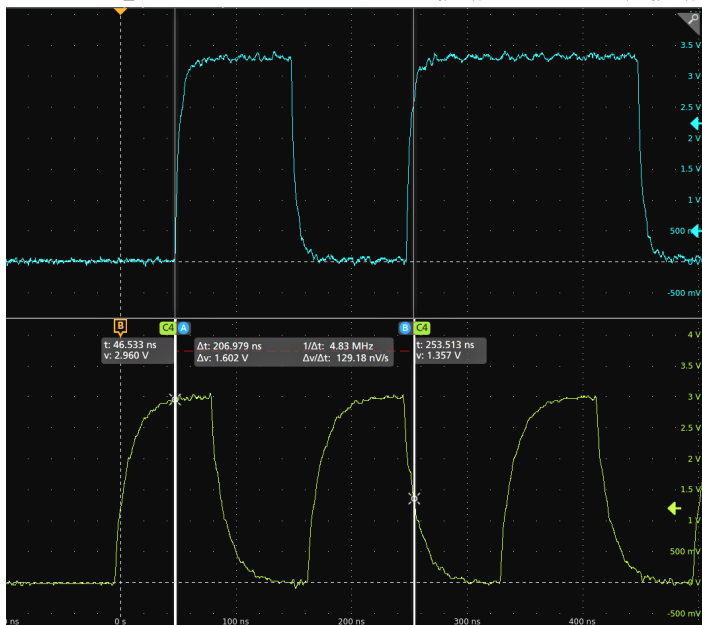 3.5 V
3 V
2.5 V
2 V
1.5 V
1 V
500 mV
-500 mV
B
C4 A
B C4
4 V
t: 46.533 ns
v: 2.960 V
Δt: 206.979 ns 1/Δt: 4.83 MHz
Δv: 1.602 V Δv/Δt: 129.18 nV/s
t: 253.513 ns
v: 1.357 V
3.5 V
3 V
2.5 V
2 V
1.5 V
1 V
500 mV
0 V
-500 mV
ns
0 s
100 ns
200 ns
300 ns
400 ns